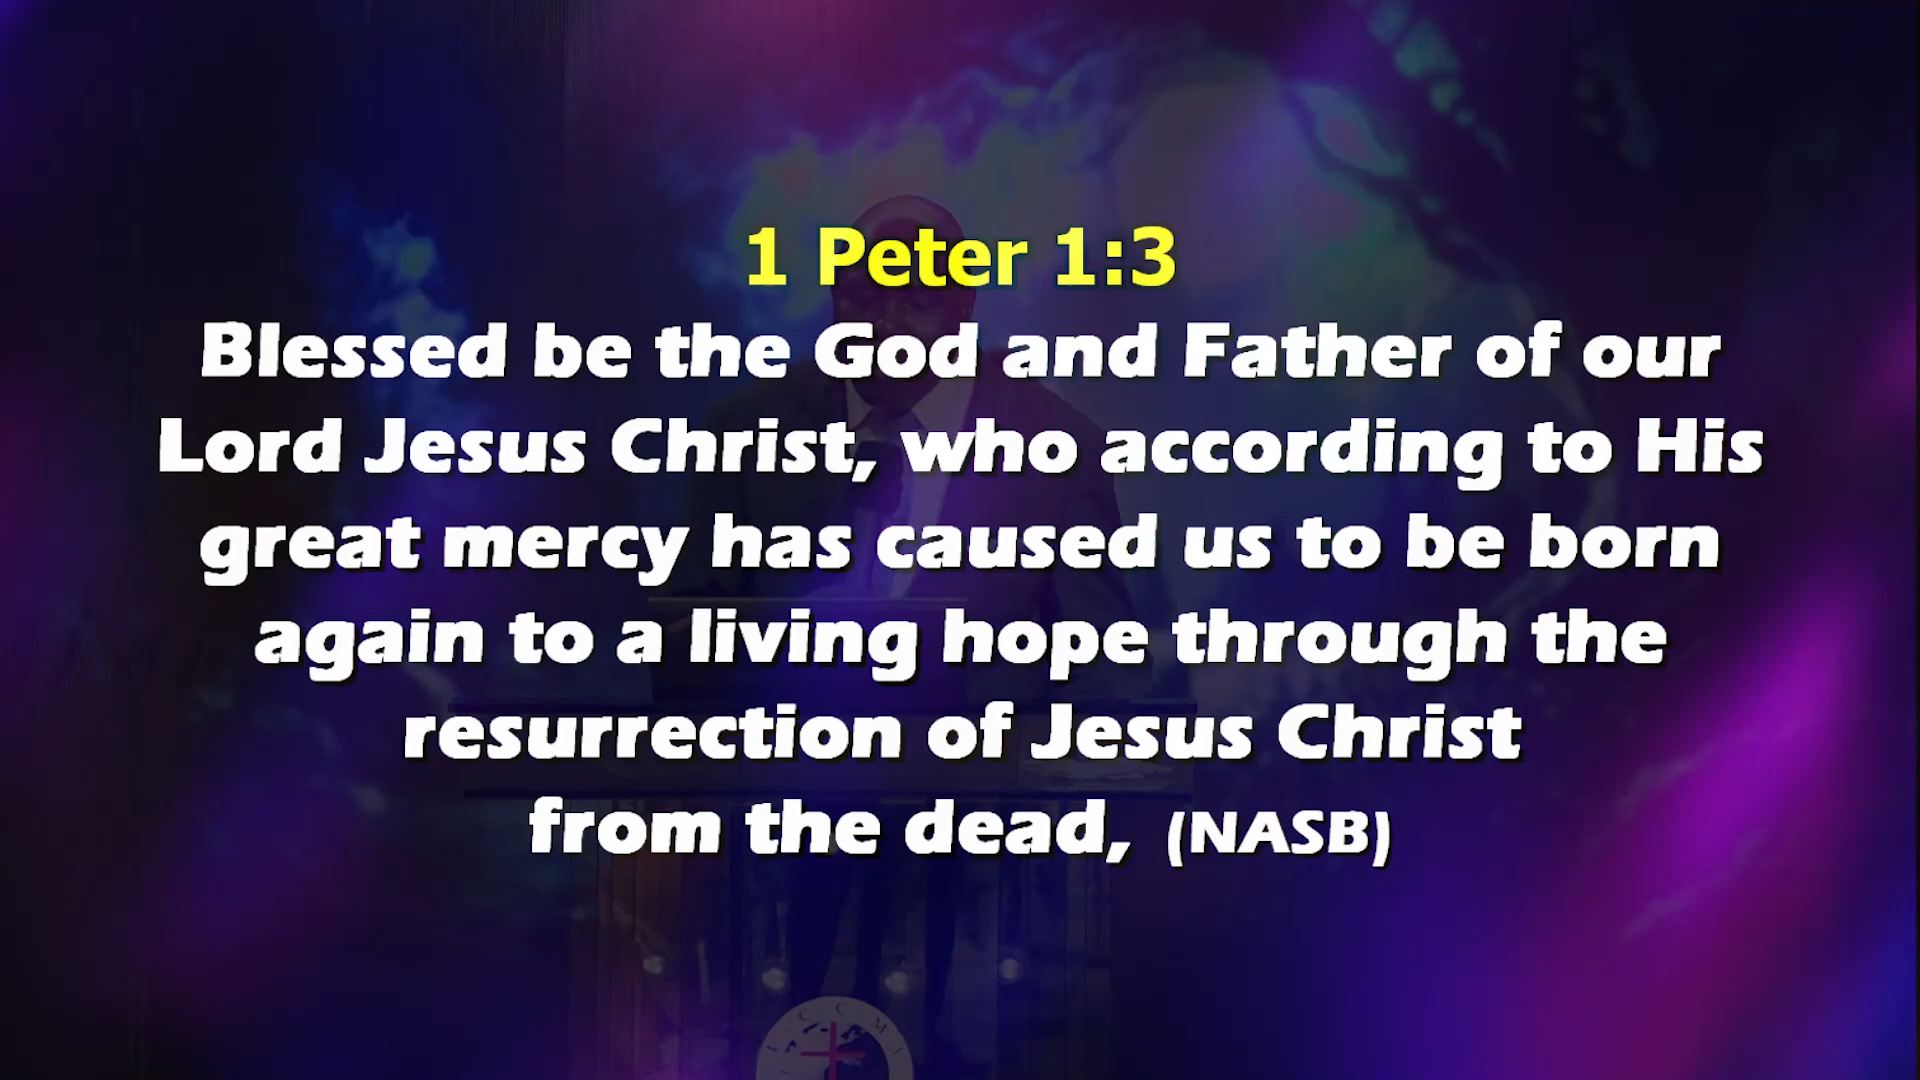 1 Peter 1:3
Blessed be the God and Father of our
Lord Jesus Christ, who according to His
great mercy has caused us to be born
again to a living hope through the
resurrection of Jesus Christ
from the dead, (NASB)